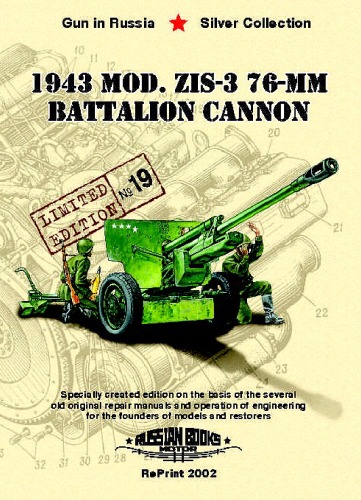 Gun in Russia ★ Silver Collection
1943 MOD. ZIS-3 76-MM
BATTALION CANNON
LIMITED
EDITION
№ 19
Specially created edition on the basis of the several
old original repair manuals and operation of engineering
for the founders of models and restorers
RUSSIAN BOOKS
MOTOR
RePrint 2002